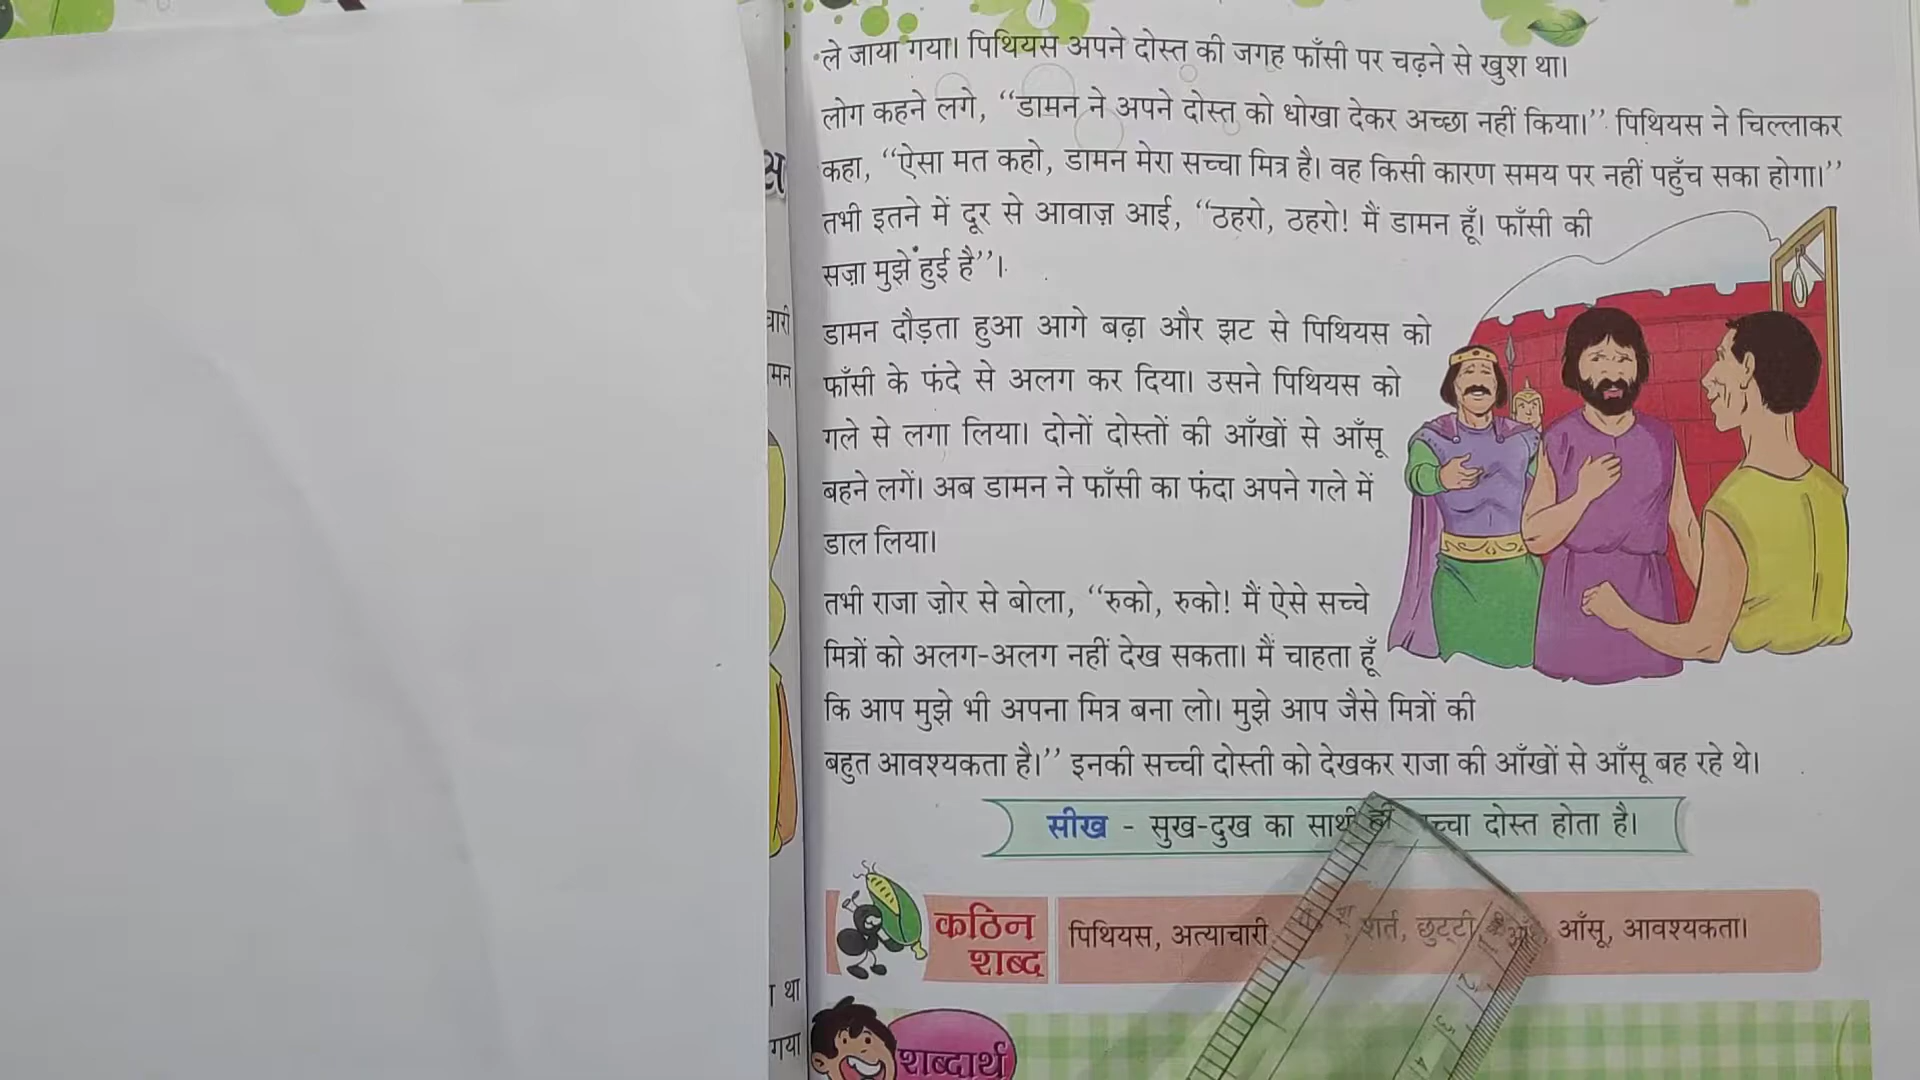 ले जाया गया। पिथियस अपने दोस्त की जगह फाँसी पर चढ़ने से खुश था।
लोग कहने लगे, ‘‘डामन ने अपने दोस्त को धोखा देकर अच्छा नहीं किया।’’ पिथियस ने चिल्लाकर
कहा, ‘‘ऐसा मत कहो, डामन मेरा सच्चा मित्र है। वह किसी कारण समय पर नहीं पहुँच सका होगा।’’
तभी इतने में दूर से आवाज़ आई, ‘‘ठहरो, ठहरो! मैं डामन हूँ। फाँसी की
सज़ा मुझे हुई है’’।
डामन दौड़ता हुआ आगे बढ़ा और झट से पिथियस को
फाँसी के फंदे से अलग कर दिया। उसने पिथियस को
गले से लगा लिया। दोनों दोस्तों की आँखों से आँसू
बहने लगें। अब डामन ने फाँसी का फंदा अपने गले में
डाल लिया।
तभी राजा ज़ोर से बोला, ‘‘रुको, रुको! मैं ऐसे सच्चे
मित्रों को अलग-अलग नहीं देख सकता। मैं चाहता हूँ
कि आप मुझे भी अपना मित्र बना लो। मुझे आप जैसे मित्रों की
बहुत आवश्यकता है।’’ इनकी सच्ची दोस्ती को देखकर राजा की आँखों से आँसू बह रहे थे।
सीख - सुख-दुख का साथी ही दोस्त होता है।
कठिन शब्द
पिथियस, अत्याचारी शर्त, छुट्टी आँसू, आवश्यकता।
था
गया
शब्दार्थ